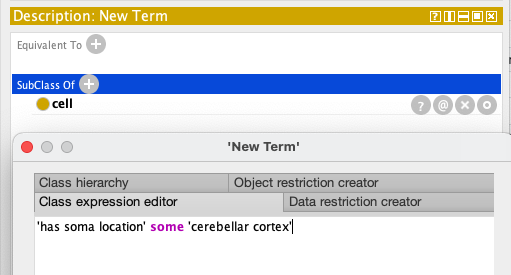 Description: New Term
Equivalent To
SubClass Of
cell
'New Term'
Class hierarchy
Object restriction creator
Class expression editor
Data restriction creator
'has soma location' some 'cerebellar cortex'